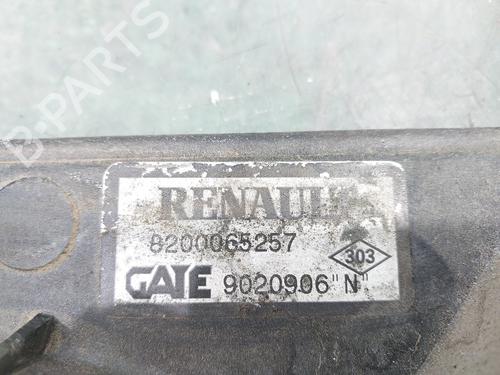 B-PARTS
RENAULT
8200065257
303
GATE 9020906"N"